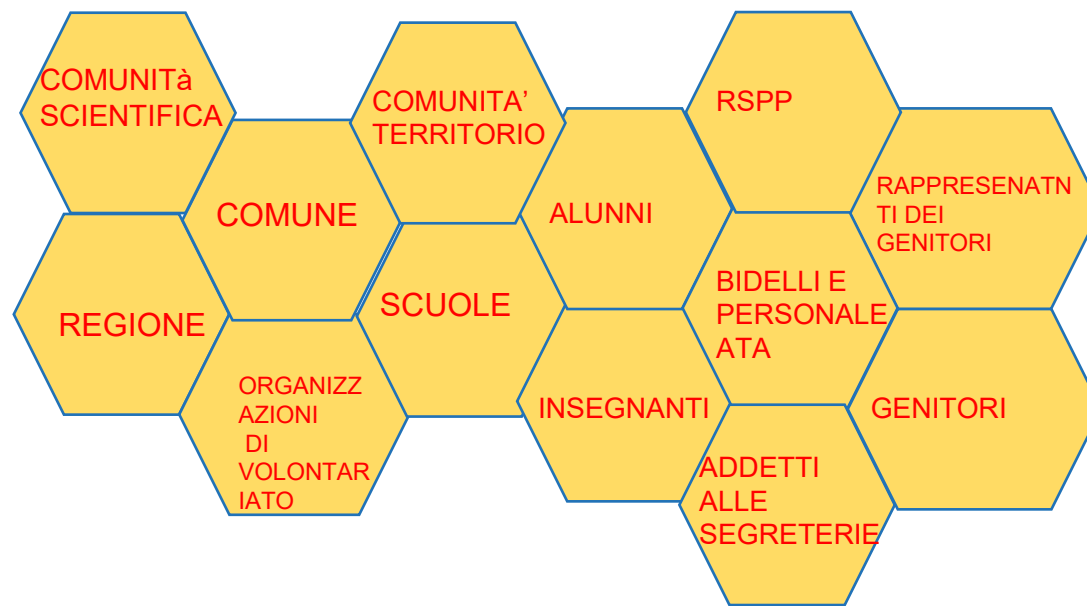 COMUNITà
SCIENTIFICA
COMUNE
REGIONE
ORGANIZZ
AZIONI
DI
VOLONTAR
IATO
COMUNITA’
TERRITORIO
SCUOLE
ALUNNI
INSEGNANTI
RSPP
BIDELLI E
PERSONALE
ATA
ADDETTI
ALLE
SEGRETERIE
RAPPRESENATN
TI DEI
GENITORI
GENITORI